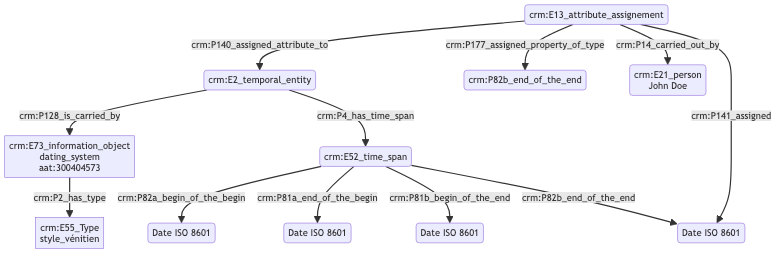 crm:E13_attribute_assignement
crm:P140_assigned_attribute_to
crm:P177_assigned_property_of_type
crm:P14_carried_out_by
crm:E2_temporal_entity
crm:P82b_end_of_the_end
crm:E21_person
John Doe
crm:P128_is_carried_by
crm:P4_has_time_span
crm:P141_assigned
crm:E73_information_object
dating_system
aat:300404573
crm:E52_time_span
crm:P2_has_type
crm:P82a_begin_of_the_begin
crm:P81a_end_of_the_begin
crm:P81b_begin_of_the_end
crm:P82b_end_of_the_end
crm:E55_Type
style_vénitien
Date ISO 8601
Date ISO 8601
Date ISO 8601
Date ISO 8601